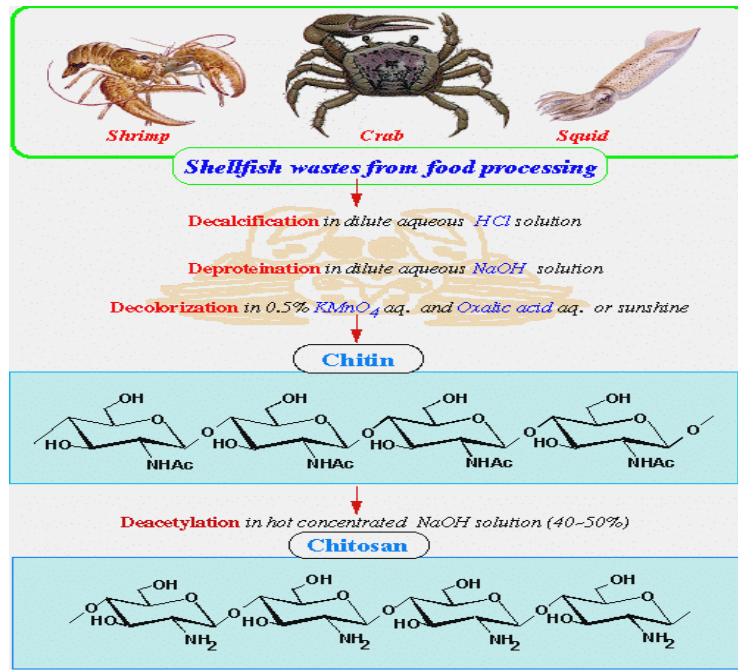 Shrimp Crab Squid
Shellfish wastes from food processing
Decalcification in dilute aqueous HCl solution
Deproteination in dilute aqueous NaOH solution
Decolorization in 0.5% KMnO4 aq. and Oxalic acid aq. or sunshine
Chitin
OH OH OH OH
O O O O
O O O O
HO HO HO HO
NHAc NHAc NHAc NHAc
Deacetylation in hot concentrated NaOH solution (40~50%)
Chitosan
OH OH OH OH
O O O O
O O O O
HO HO HO HO
NH2 NH2 NH2 NH2